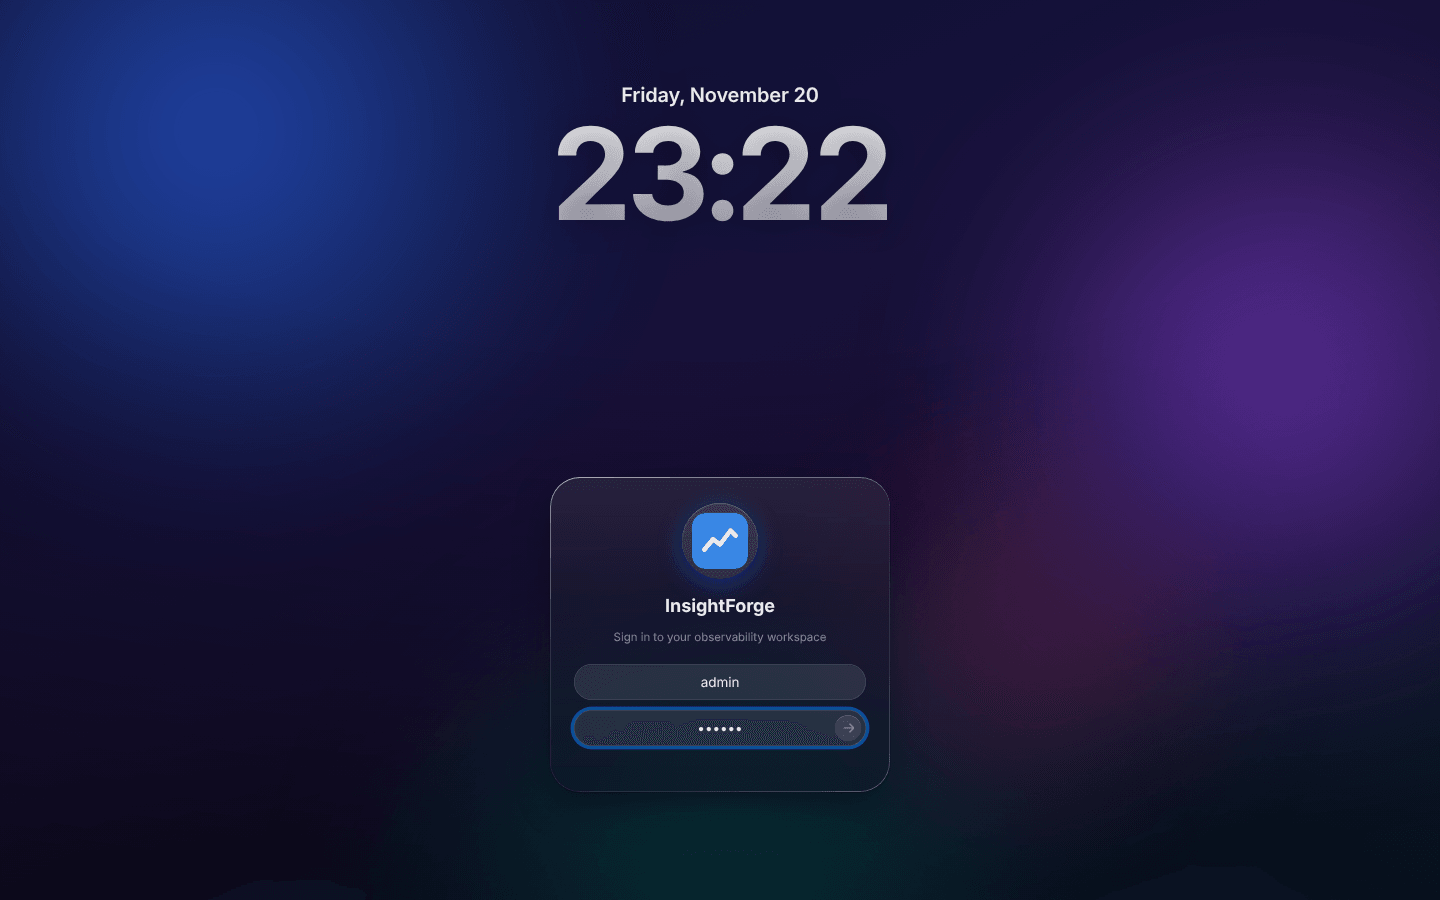 Friday, November 20
23:22
InsightForge
Sign in to your observability workspace
admin
••••••